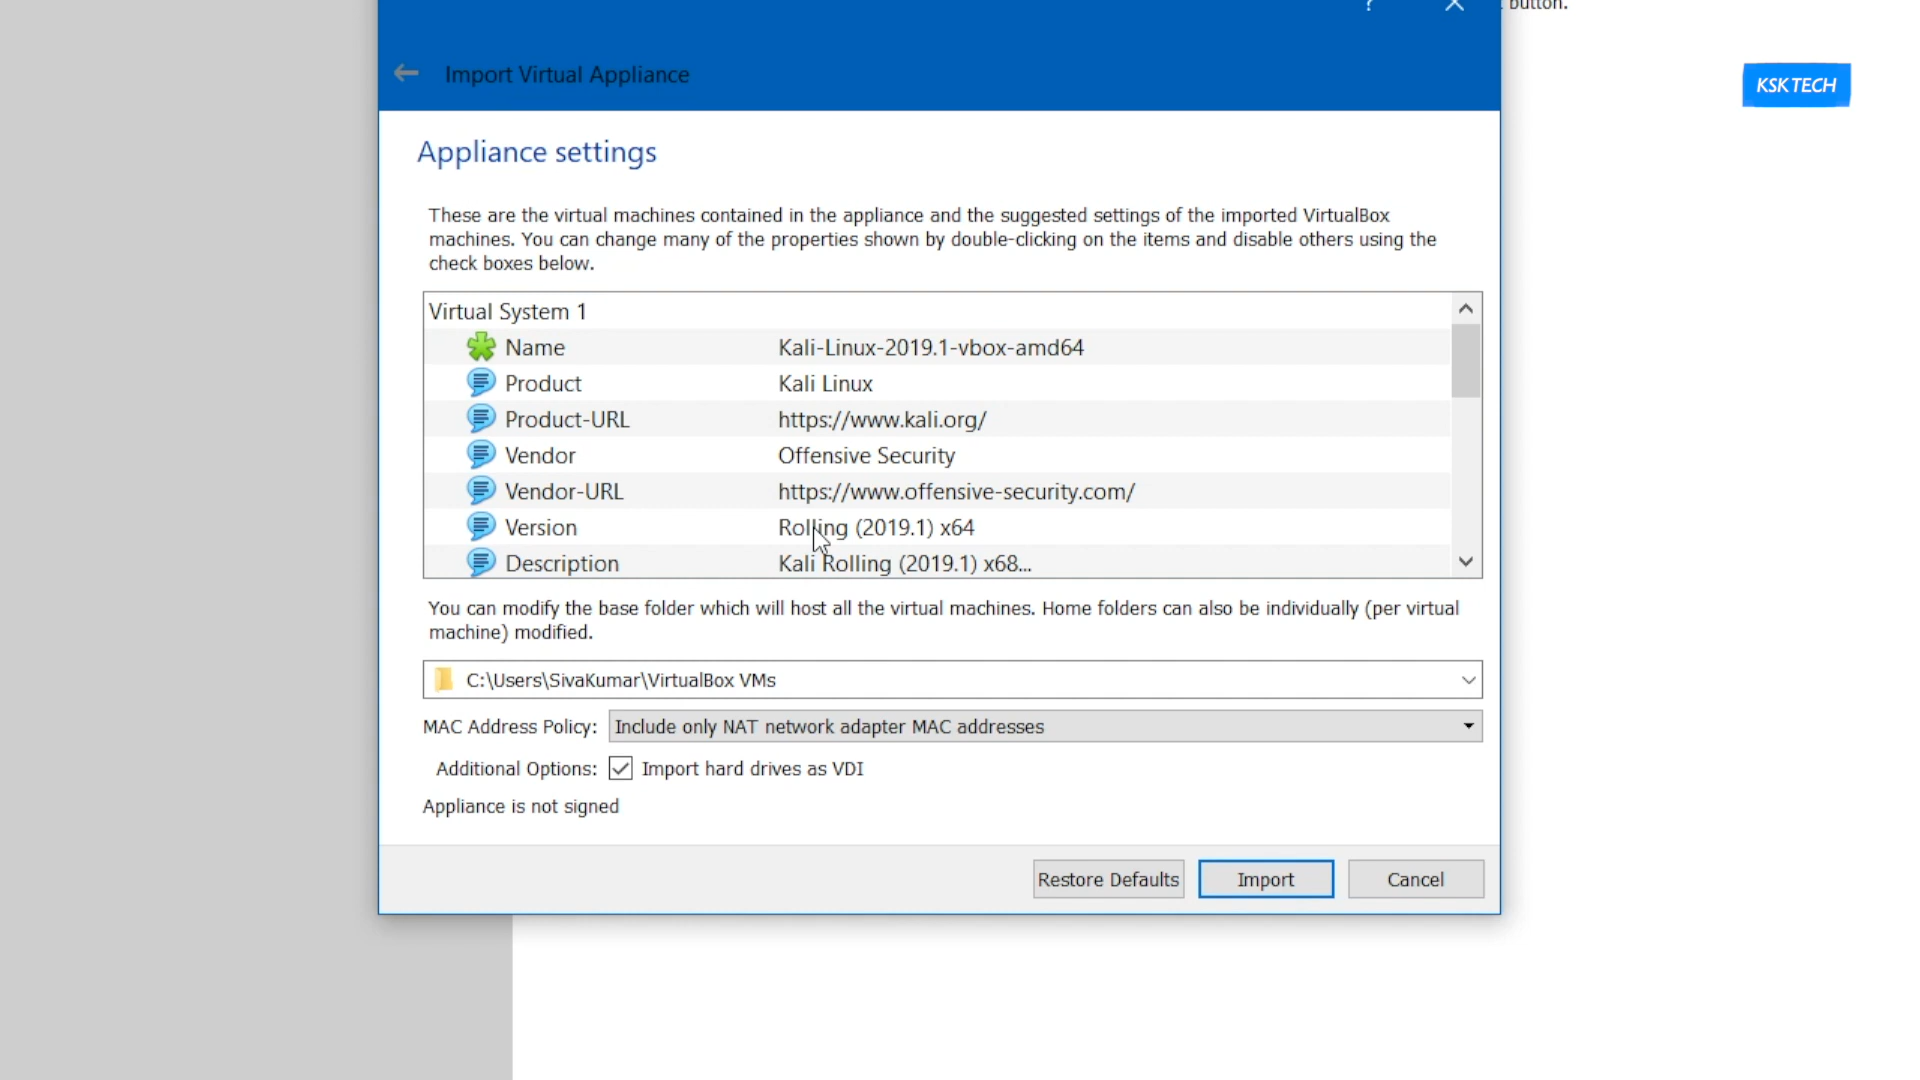 ? button.
Import Virtual Appliance
KSK TECH
Appliance settings
These are the virtual machines contained in the appliance and the suggested settings of the imported VirtualBox
machines. You can change many of the properties shown by double-clicking on the items and disable others using the
check boxes below.
Virtual System 1
Name Kali-Linux-2019.1-vbox-amd64
Product Kali Linux
Product-URL https://www.kali.org/
Vendor Offensive Security
Vendor-URL https://www.offensive-security.com/
Version Rolling (2019.1) x64
Description Kali Rolling (2019.1) x68...
You can modify the base folder which will host all the virtual machines. Home folders can also be individually (per virtual
machine) modified.
C:\Users\SivaKumar\VirtualBox VMs
MAC Address Policy: Include only NAT network adapter MAC addresses
Additional Options: Import hard drives as VDI
Appliance is not signed
Restore Defaults Import Cancel